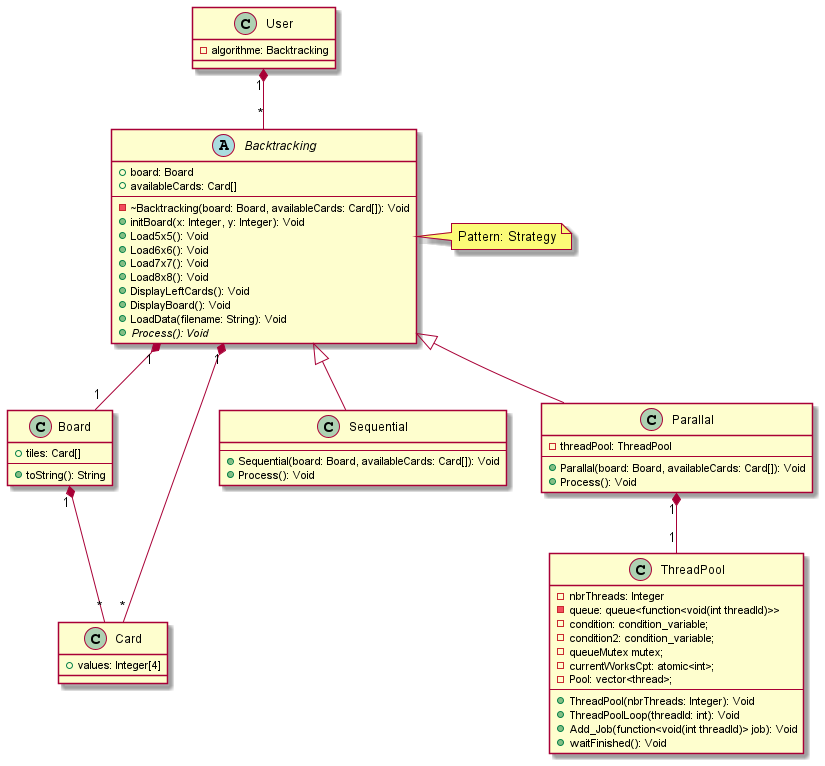 C User
algorithme: Backtracking
1
*
A Backtracking
board: Board
availableCards: Card[]
~Backtracking(board: Board, availableCards: Card[]): Void
initBoard(x: Integer, y: Integer): Void
Load5x5(): Void
Load6x6(): Void
Load7x7(): Void
Load8x8(): Void
DisplayLeftCards(): Void
DisplayBoard(): Void
LoadData(filename: String): Void
Process(): Void
Pattern: Strategy
1
1
1
C Board
tiles: Card[]
toString(): String
C Sequential
Sequential(board: Board, availableCards: Card[]): Void
Process(): Void
C Parallal
threadPool: ThreadPool
Parallal(board: Board, availableCards: Card[]): Void
Process(): Void
1
*
*
1
1
C Card
values: Integer[4]
C ThreadPool
nbrThreads: Integer
queue: queue<function<void(int threadId)>>
condition: condition_variable;
condition2: condition_variable;
queueMutex mutex;
currentWorksCpt: atomic<int>;
Pool: vector<thread>;
ThreadPool(nbrThreads: Integer): Void
ThreadPoolLoop(threadId: int): Void
Add_Job(function<void(int threadId)> job): Void
waitFinished(): Void